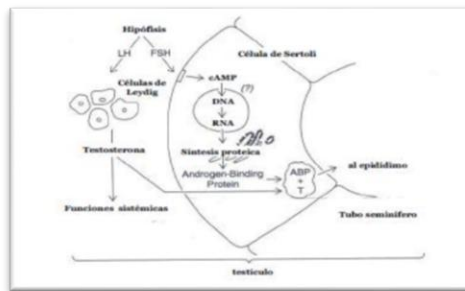 Hipófisis
LH
FSH
Célula de Sertoli
Células de
Leydig
cAMP
(?)
DNA
RNA
Síntesis proteica
Testosterona
Androgen-Binding
Protein
ABP
+
T
al epidídimo
Funciones sistémicas
Tubo seminífero
testículo